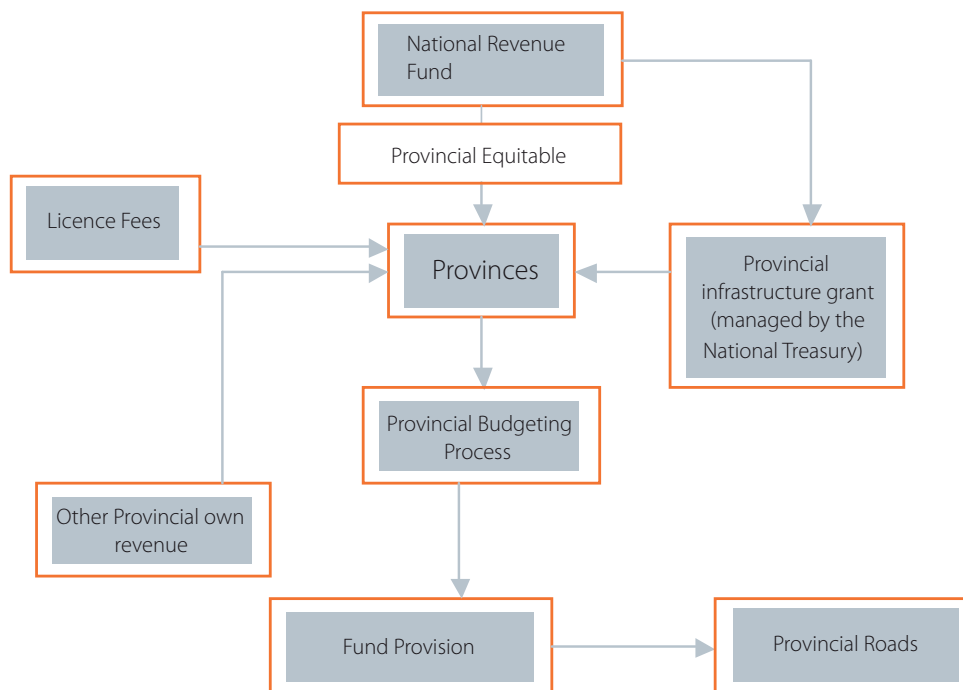 National Revenue
Fund
Provincial Equitable
Licence Fees
Provinces
Provincial
infrastructure grant
(managed by the
National Treasury)
Provincial Budgeting
Process
Other Provincial own
revenue
Fund Provision
Provincial Roads